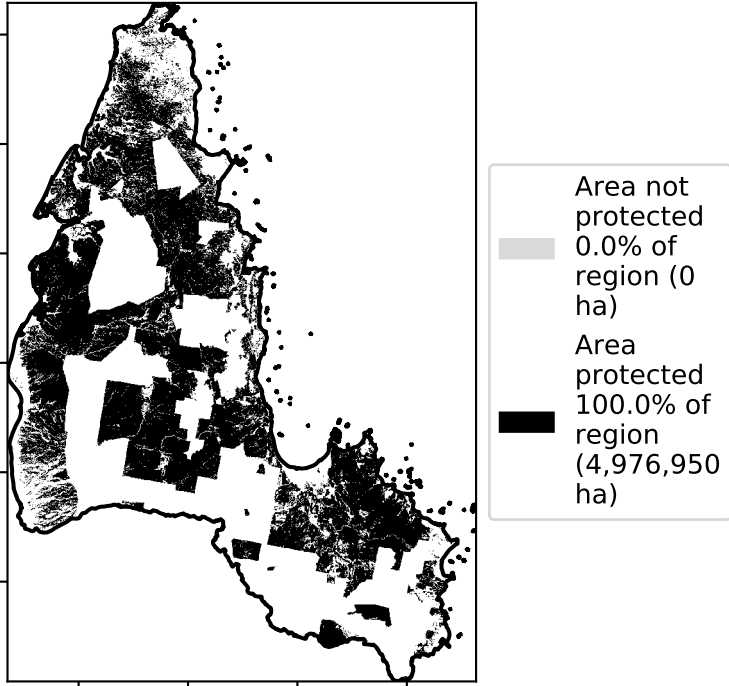 Area not
protected
0.0% of
region (0
ha)
Area
protected
100.0% of
region
(4,976,950
ha)